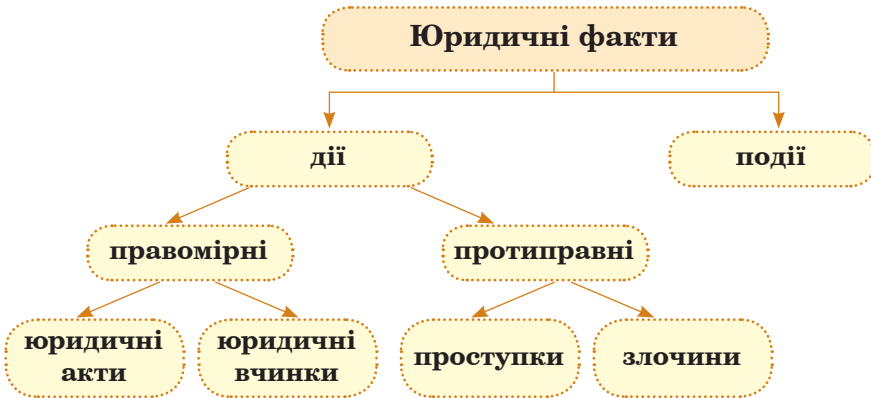 Юридичні факти
дії
події
правомірні
протиправні
юридичні
акти
юридичні
вчинки
проступки
злочини